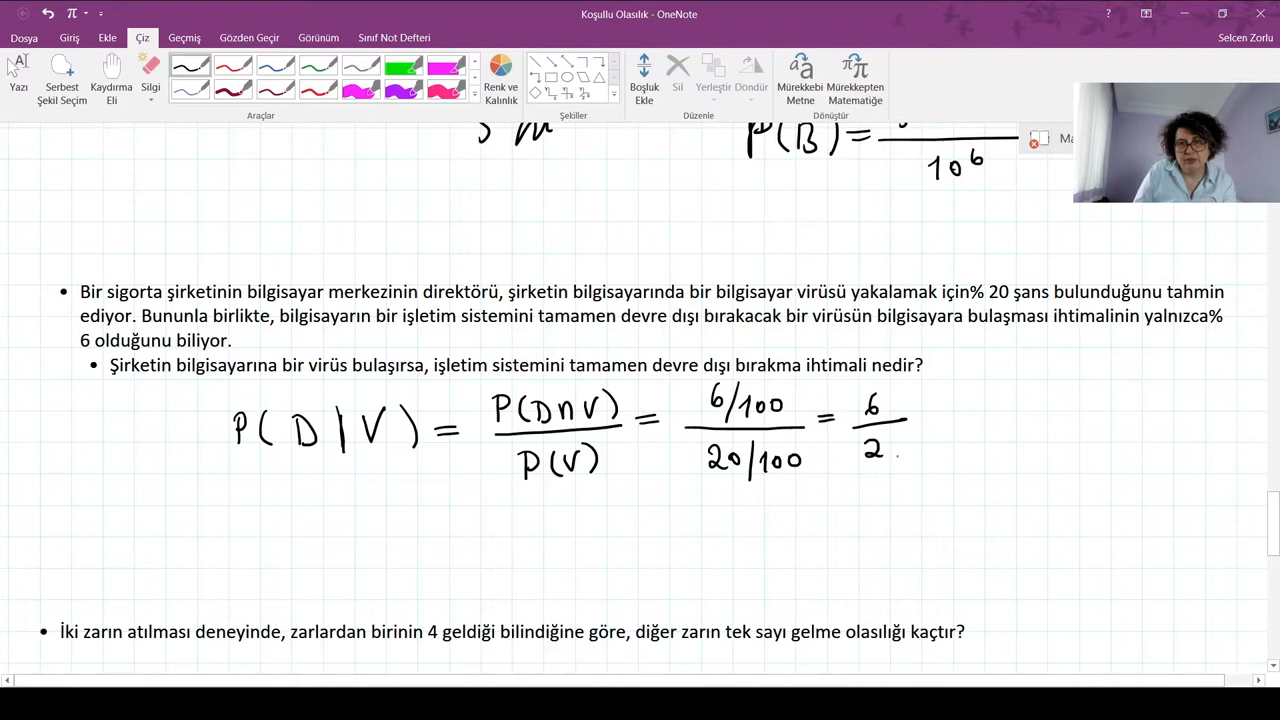 Koşullu Olasılık - OneNote
Dosya Giriş Ekle Çiz Geçmiş Gözden Geçir Görünüm Sınıf Not Defteri Selcen Zorlu
Yazı Serbest Şekil Seçim Kaydırma Eli Silgi Renk ve Kalınlık Boşluk Ekle Sil Yerleştir Döndür Mürekkebi Metne Mürekkepten Matematiğe
Araçlar Şekiller Düzenle Dönüştür
P(B) = 10^6
Ma
• Bir sigorta şirketinin bilgisayar merkezinin direktörü, şirketin bilgisayarında bir bilgisayar virüsü yakalamak için% 20 şans bulunduğunu tahmin
ediyor. Bununla birlikte, bilgisayarın bir işletim sistemini tamamen devre dışı bırakacak bir virüsün bilgisayara bulaşması ihtimalinin yalnızca%
6 olduğunu biliyor.
• Şirketin bilgisayarına bir virüs bulaşırsa, işletim sistemini tamamen devre dışı bırakma ihtimali nedir?
P( D | V ) = P(D∩V) / P(V) = 6/100 / 20/100 = 6 / 2
• İki zarın atılması deneyinde, zarlardan birinin 4 geldiği bilindiğine göre, diğer zarın tek sayı gelme olasılığı kaçtır?